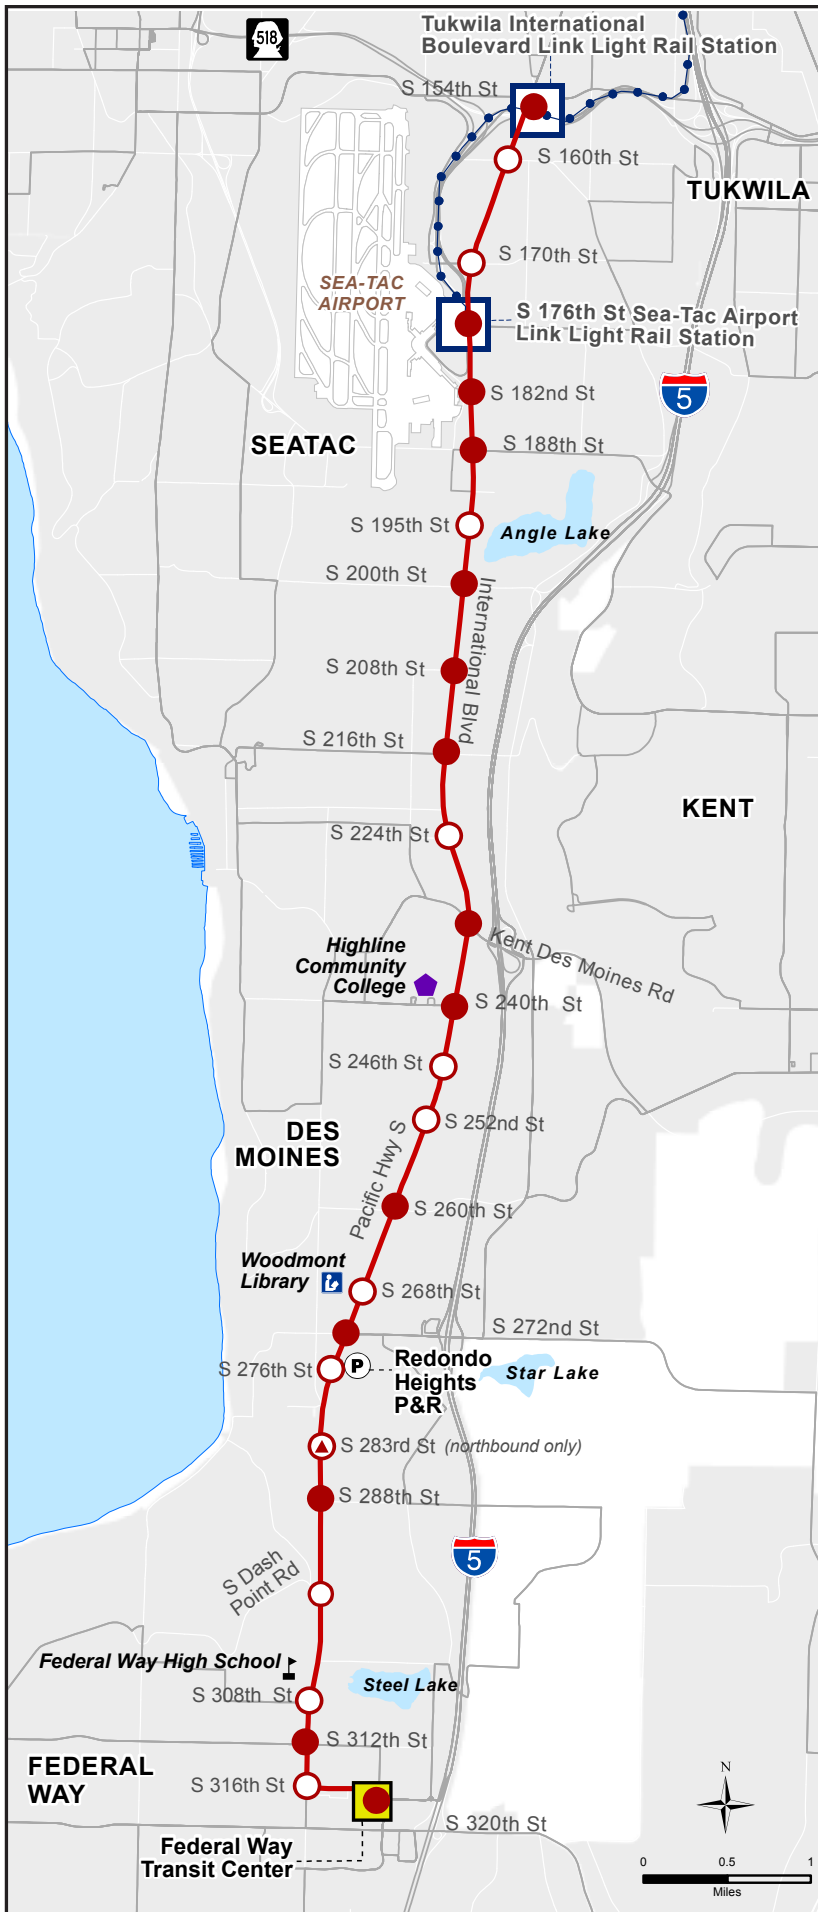 518
Tukwila International
Boulevard Link Light Rail Station
S 154th St
S 160th St
TUKWILA
S 170th St
SEA-TAC
AIRPORT
S 176th St Sea-Tac Airport
Link Light Rail Station
S 182nd St
5
SEATAC
S 188th St
S 195th St
Angle Lake
S 200th St
International Blvd
S 208th St
S 216th St
KENT
S 224th St
Kent Des Moines Rd
Highline
Community
College
S 240th St
S 246th St
S 252nd St
DES
MOINES
Pacific Hwy S
S 260th St
Woodmont
Library
S 268th St
S 272nd St
S 276th St
P
Redondo
Heights
P&R
Star Lake
S 283rd St (northbound only)
S 288th St
5
S Dash
Point Rd
Federal Way High School
Steel Lake
S 308th St
S 312th St
FEDERAL
WAY
S 316th St
N
S 320th St
Federal Way
Transit Center
0 0.5 1
Miles